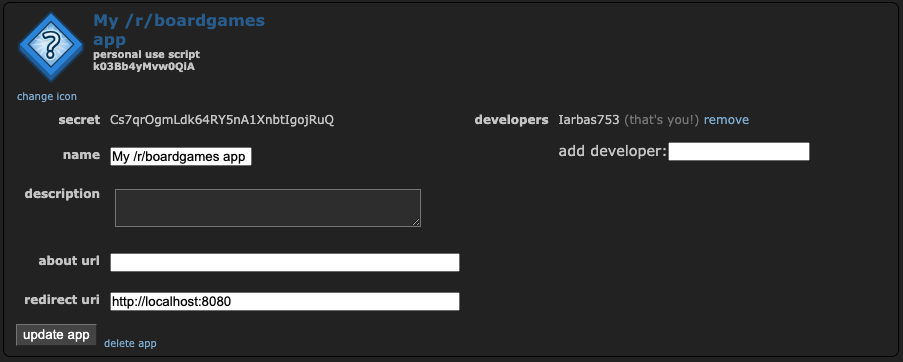 My /r/boardgames
app
personal use script
k03Bb4yMvw0QiA
change icon
secret Cs7qrOgmLdk64RY5nA1XnbtIgojRuQ
developers Iarbas753 (that's you!) remove
name My /r/boardgames app
add developer:
description
about url
redirect uri http://localhost:8080
update app delete app